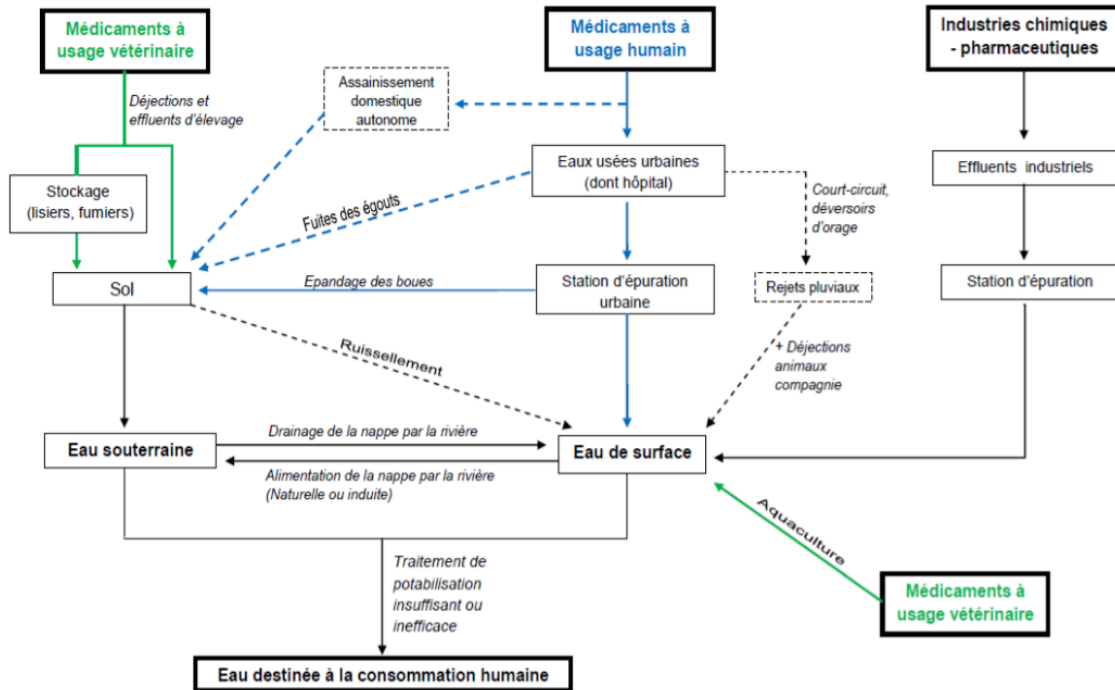 Médicaments à
usage vétérinaire
Médicaments à
usage humain
Industries chimiques
- pharmaceutiques
Déjections et
effluents d'élevage
Assainissement
domestique
autonome
Stockage
(lisiers, fumiers)
Eaux usées urbaines
(dont hôpital)
Effluents industriels
Court-circuit,
déversoirs
d'orage
Fuites des égouts
Sol
Epandage des boues
Station d'épuration
urbaine
Rejets pluviaux
Station d'épuration
Ruissellement
+ Déjections
animaux
compagnie
Eau souterraine
Drainage de la nappe par la rivière
Eau de surface
Alimentation de la nappe par la rivière
(Naturelle ou induite)
Aquaculture
Traitement de
potabilisation
insuffisant ou
inefficace
Médicaments à
usage vétérinaire
Eau destinée à la consommation humaine